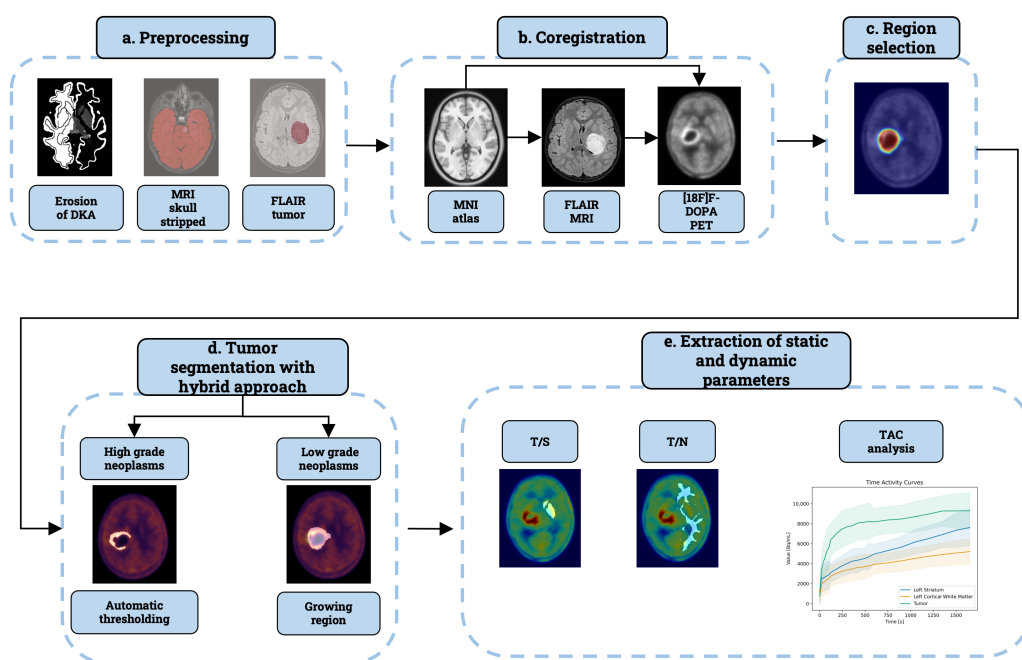 a. Preprocessing
Erosion
of DKA
MRI
skull
stripped
FLAIR
tumor
b. Coregistration
MNI
atlas
FLAIR
MRI
[18F]F-
DOPA
PET
c. Region
selection
d. Tumor
segmentation with
hybrid approach
High grade
neoplasms
Low grade
neoplasms
Automatic
thresholding
Growing
region
e. Extraction of static
and dynamic
parameters
T/S
T/N
TAC
analysis
Time Activity Curves
Value [Bq/mL]
10,000
8000
6000
4000
2000
0
0 250 500 750 1000 1250 1500
Time [s]
Left Striatum
Left Cortical White Matter
Tumor